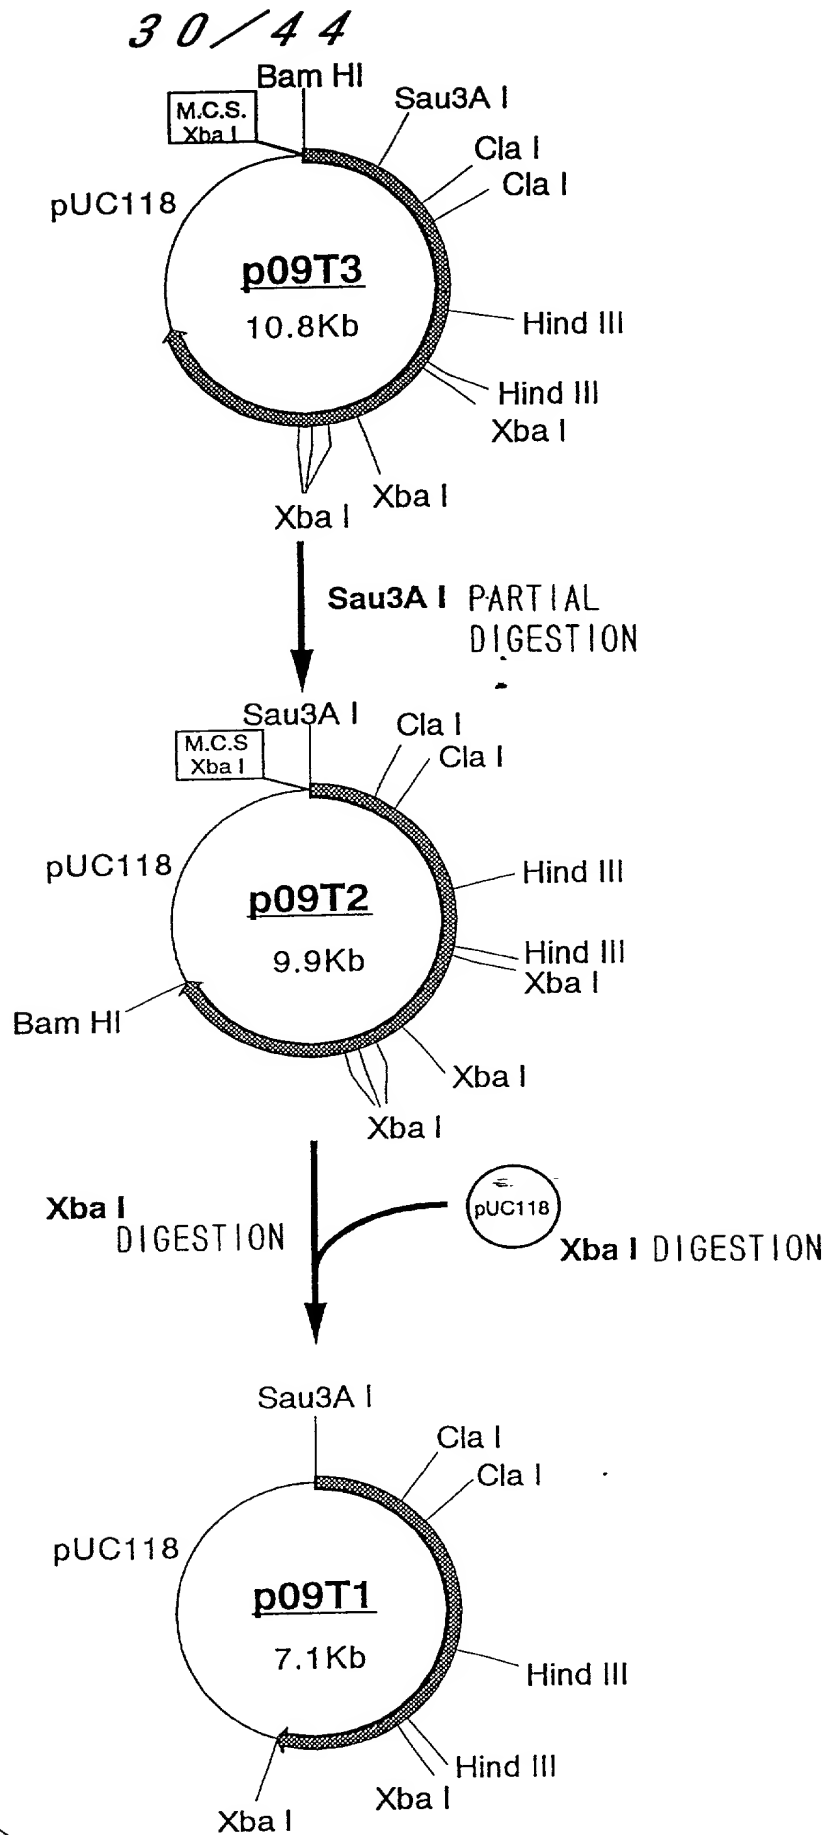 30/44
Bam HI
M.C.S.
Xba I
Sau3A I
Cla I
Cla I
pUC118
p09T3
10.8Kb
Hind III
Hind III
Xba I
Xba I
Xba I
Sau3A I PARTIAL
DIGESTION
Sau3A I
M.C.S
Xba I
Cla I
Cla I
pUC118
p09T2
9.9Kb
Hind III
Hind III
Xba I
Bam HI
Xba I
Xba I
Xba I
DIGESTION
pUC118
Xba I DIGESTION
Sau3A I
Cla I
Cla I
pUC118
p09T1
7.1Kb
Hind III
Hind III
Xba I
Xba I